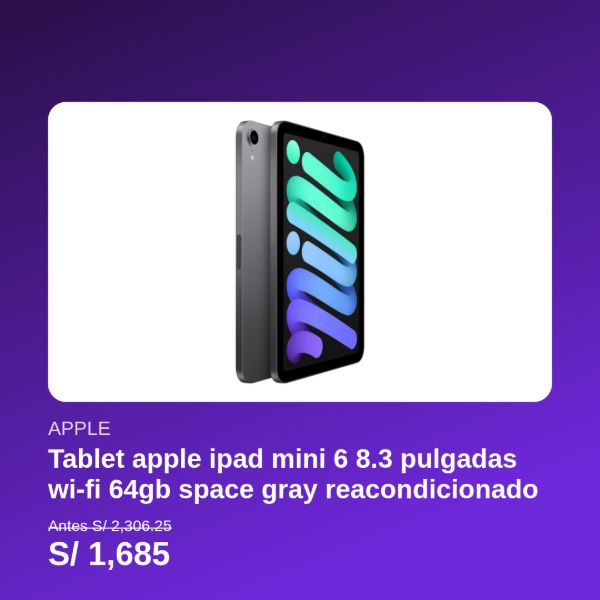 mini
APPLE
Tablet apple ipad mini 6 8.3 pulgadas
wi-fi 64gb space gray reacondicionado
Antes S/ 2,306.25
S/ 1,685